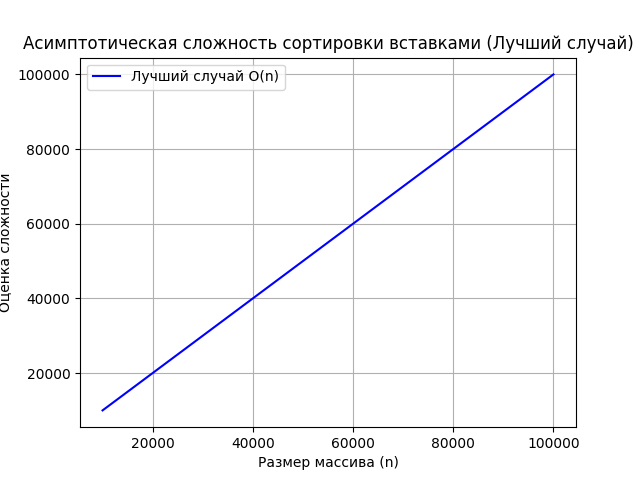 Асимптотическая сложность сортировки вставками (Лучший случай)
Лучший случай O(n)
100000
80000
60000
40000
20000
Оценка сложности
20000 40000 60000 80000 100000
Размер массива (n)